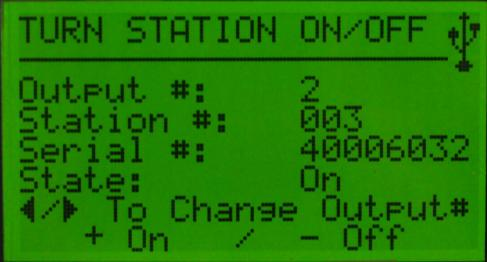 TURN STATION ON/OFF
Output #: 2
Station #: 003
Serial #: 40006032
State: On
◀/▶ To Change Output#
+ On / - Off